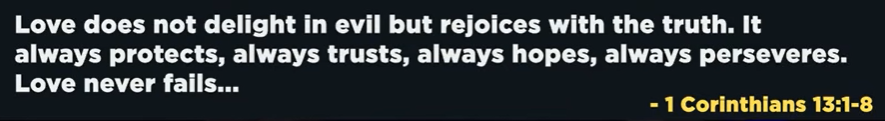 Love does not delight in evil but rejoices with the truth. It
always protects, always trusts, always hopes, always perseveres.
Love never fails...
- 1 Corinthians 13:1-8